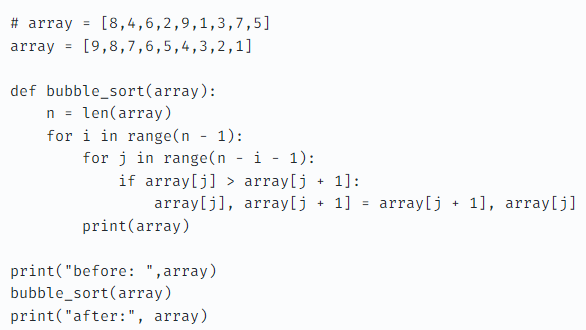 # array = [8,4,6,2,9,1,3,7,5]
array = [9,8,7,6,5,4,3,2,1]

def bubble_sort(array):
    n = len(array)
    for i in range(n - 1):
        for j in range(n - i - 1):
            if array[j] > array[j + 1]:
                array[j], array[j + 1] = array[j + 1], array[j]
        print(array)

print("before: ",array)
bubble_sort(array)
print("after:", array)